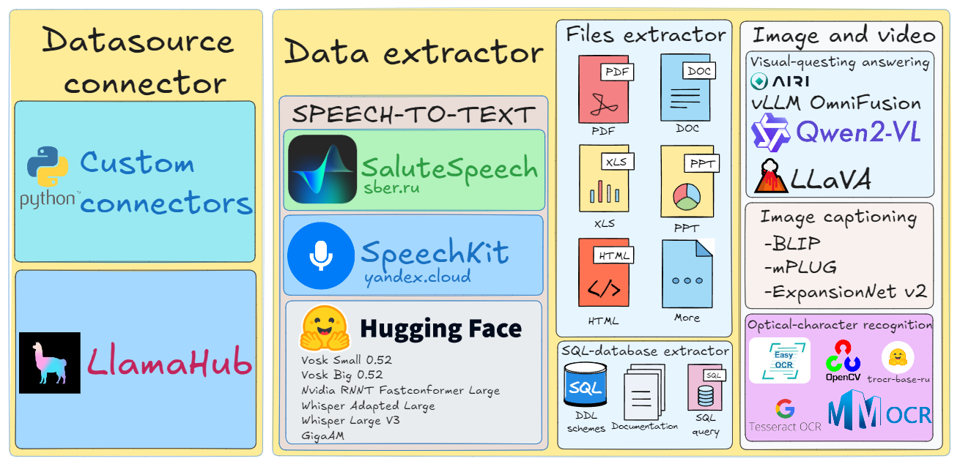 Datasource
connector
python™
Custom
connectors
LlamaHub
Data extractor
SPEECH-TO-TEXT
SaluteSpeech
sber.ru
SpeechKit
yandex.cloud
Hugging Face
Vosk Small 0.52
Vosk Big 0.52
Nvidia RNNT Fastconformer Large
Whisper Adapted Large
Whisper Large V3
GigaAM
Files extractor
PDF
PDF
DOC
DOC
XLS
XLS
PPT
PPT
HTML
</>
HTML
More
SQL-database extractor
SQL
DDL
schemes
Documentation
SQL
SQL
query
Image and video
Visual-questing answering
AIRI
vLLM OmniFusion
Qwen2-VL
LLaVA
Image captioning
-BLIP
-mPLUG
-ExpansionNet v2
Optical-character recognition
Easy
OCR
OpenCV
trocr-base-ru
Tesseract OCR
MMOCR